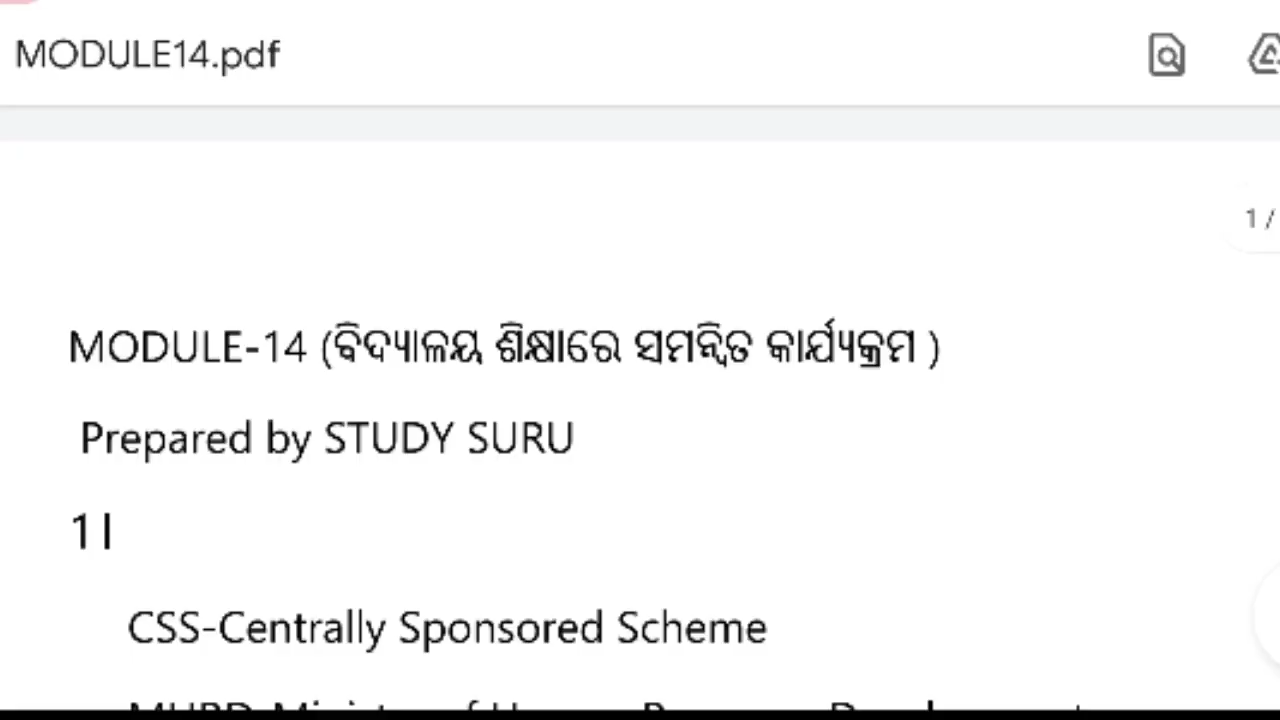 MODULE14.pdf
1 /
MODULE-14 (ଵିଦ୍ୟାଳୟ ଶିକ୍ଷାରେ ସମନ୍ଵିତ କାର୍ଯ୍ୟକ୍ରମ )
Prepared by STUDY SURU
1।
CSS-Centrally Sponsored Scheme